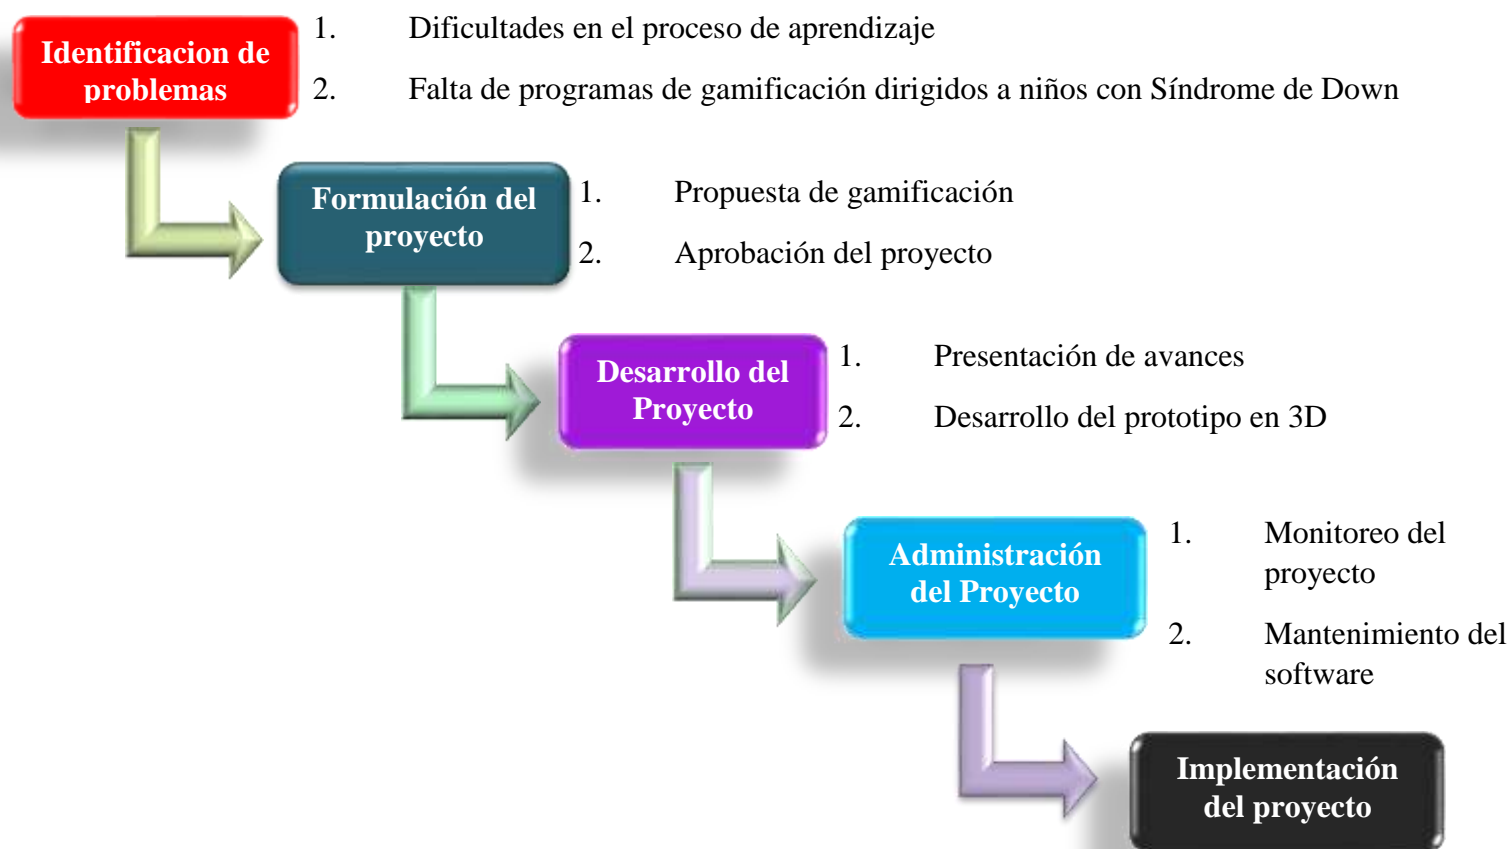 Identificacion de
problemas
1. Dificultades en el proceso de aprendizaje
2. Falta de programas de gamificación dirigidos a niños con Síndrome de Down
Formulación del
proyecto
1. Propuesta de gamificación
2. Aprobación del proyecto
Desarrollo del
Proyecto
1. Presentación de avances
2. Desarrollo del prototipo en 3D
Administración
del Proyecto
1. Monitoreo del
proyecto
2. Mantenimiento del
software
Implementación
del proyecto